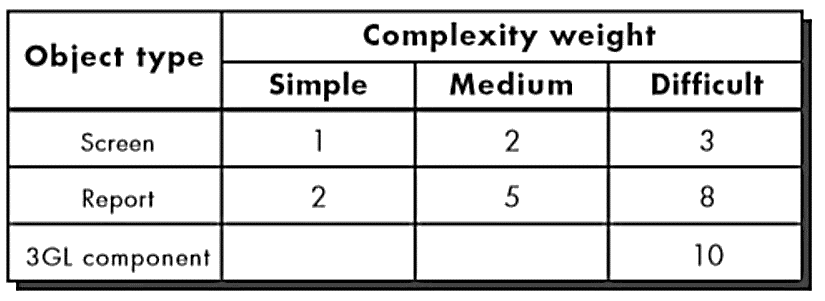 Object type
Complexity weight
Simple Medium Difficult
Screen 1 2 3
Report 2 5 8
3GL component 10